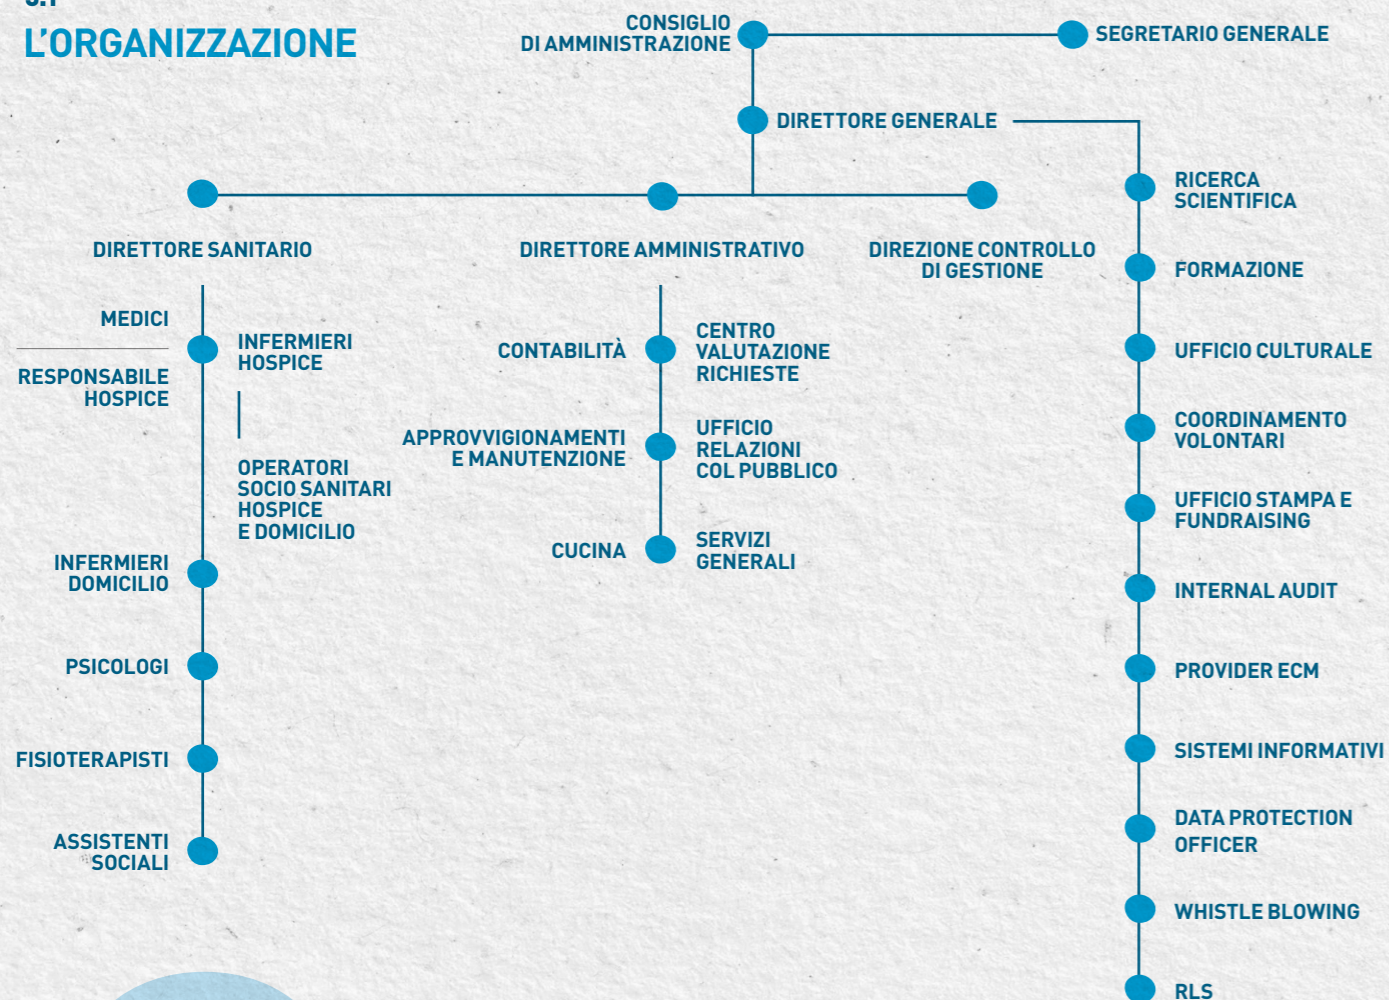 L'ORGANIZZAZIONE
CONSIGLIO
DI AMMINISTRAZIONE
SEGRETARIO GENERALE
DIRETTORE GENERALE
DIRETTORE SANITARIO
MEDICI
RESPONSABILE
HOSPICE
INFERMIERI
HOSPICE
OPERATORI
SOCIO SANITARI
HOSPICE
E DOMICILIO
INFERMIERI
DOMICILIO
PSICOLOGI
FISIOTERAPISTI
ASSISTENTI
SOCIALI
DIRETTORE AMMINISTRATIVO
CONTABILITÀ
CENTRO
VALUTAZIONE
RICHIESTE
APPROVVIGIONAMENTI
E MANUTENZIONE
UFFICIO
RELAZIONI
COL PUBBLICO
CUCINA
SERVIZI
GENERALI
DIREZIONE CONTROLLO
DI GESTIONE
RICERCA
SCIENTIFICA
FORMAZIONE
UFFICIO CULTURALE
COORDINAMENTO
VOLONTARI
UFFICIO STAMPA E
FUNDRAISING
INTERNAL AUDIT
PROVIDER ECM
SISTEMI INFORMATIVI
DATA PROTECTION
OFFICER
WHISTLE BLOWING
RLS